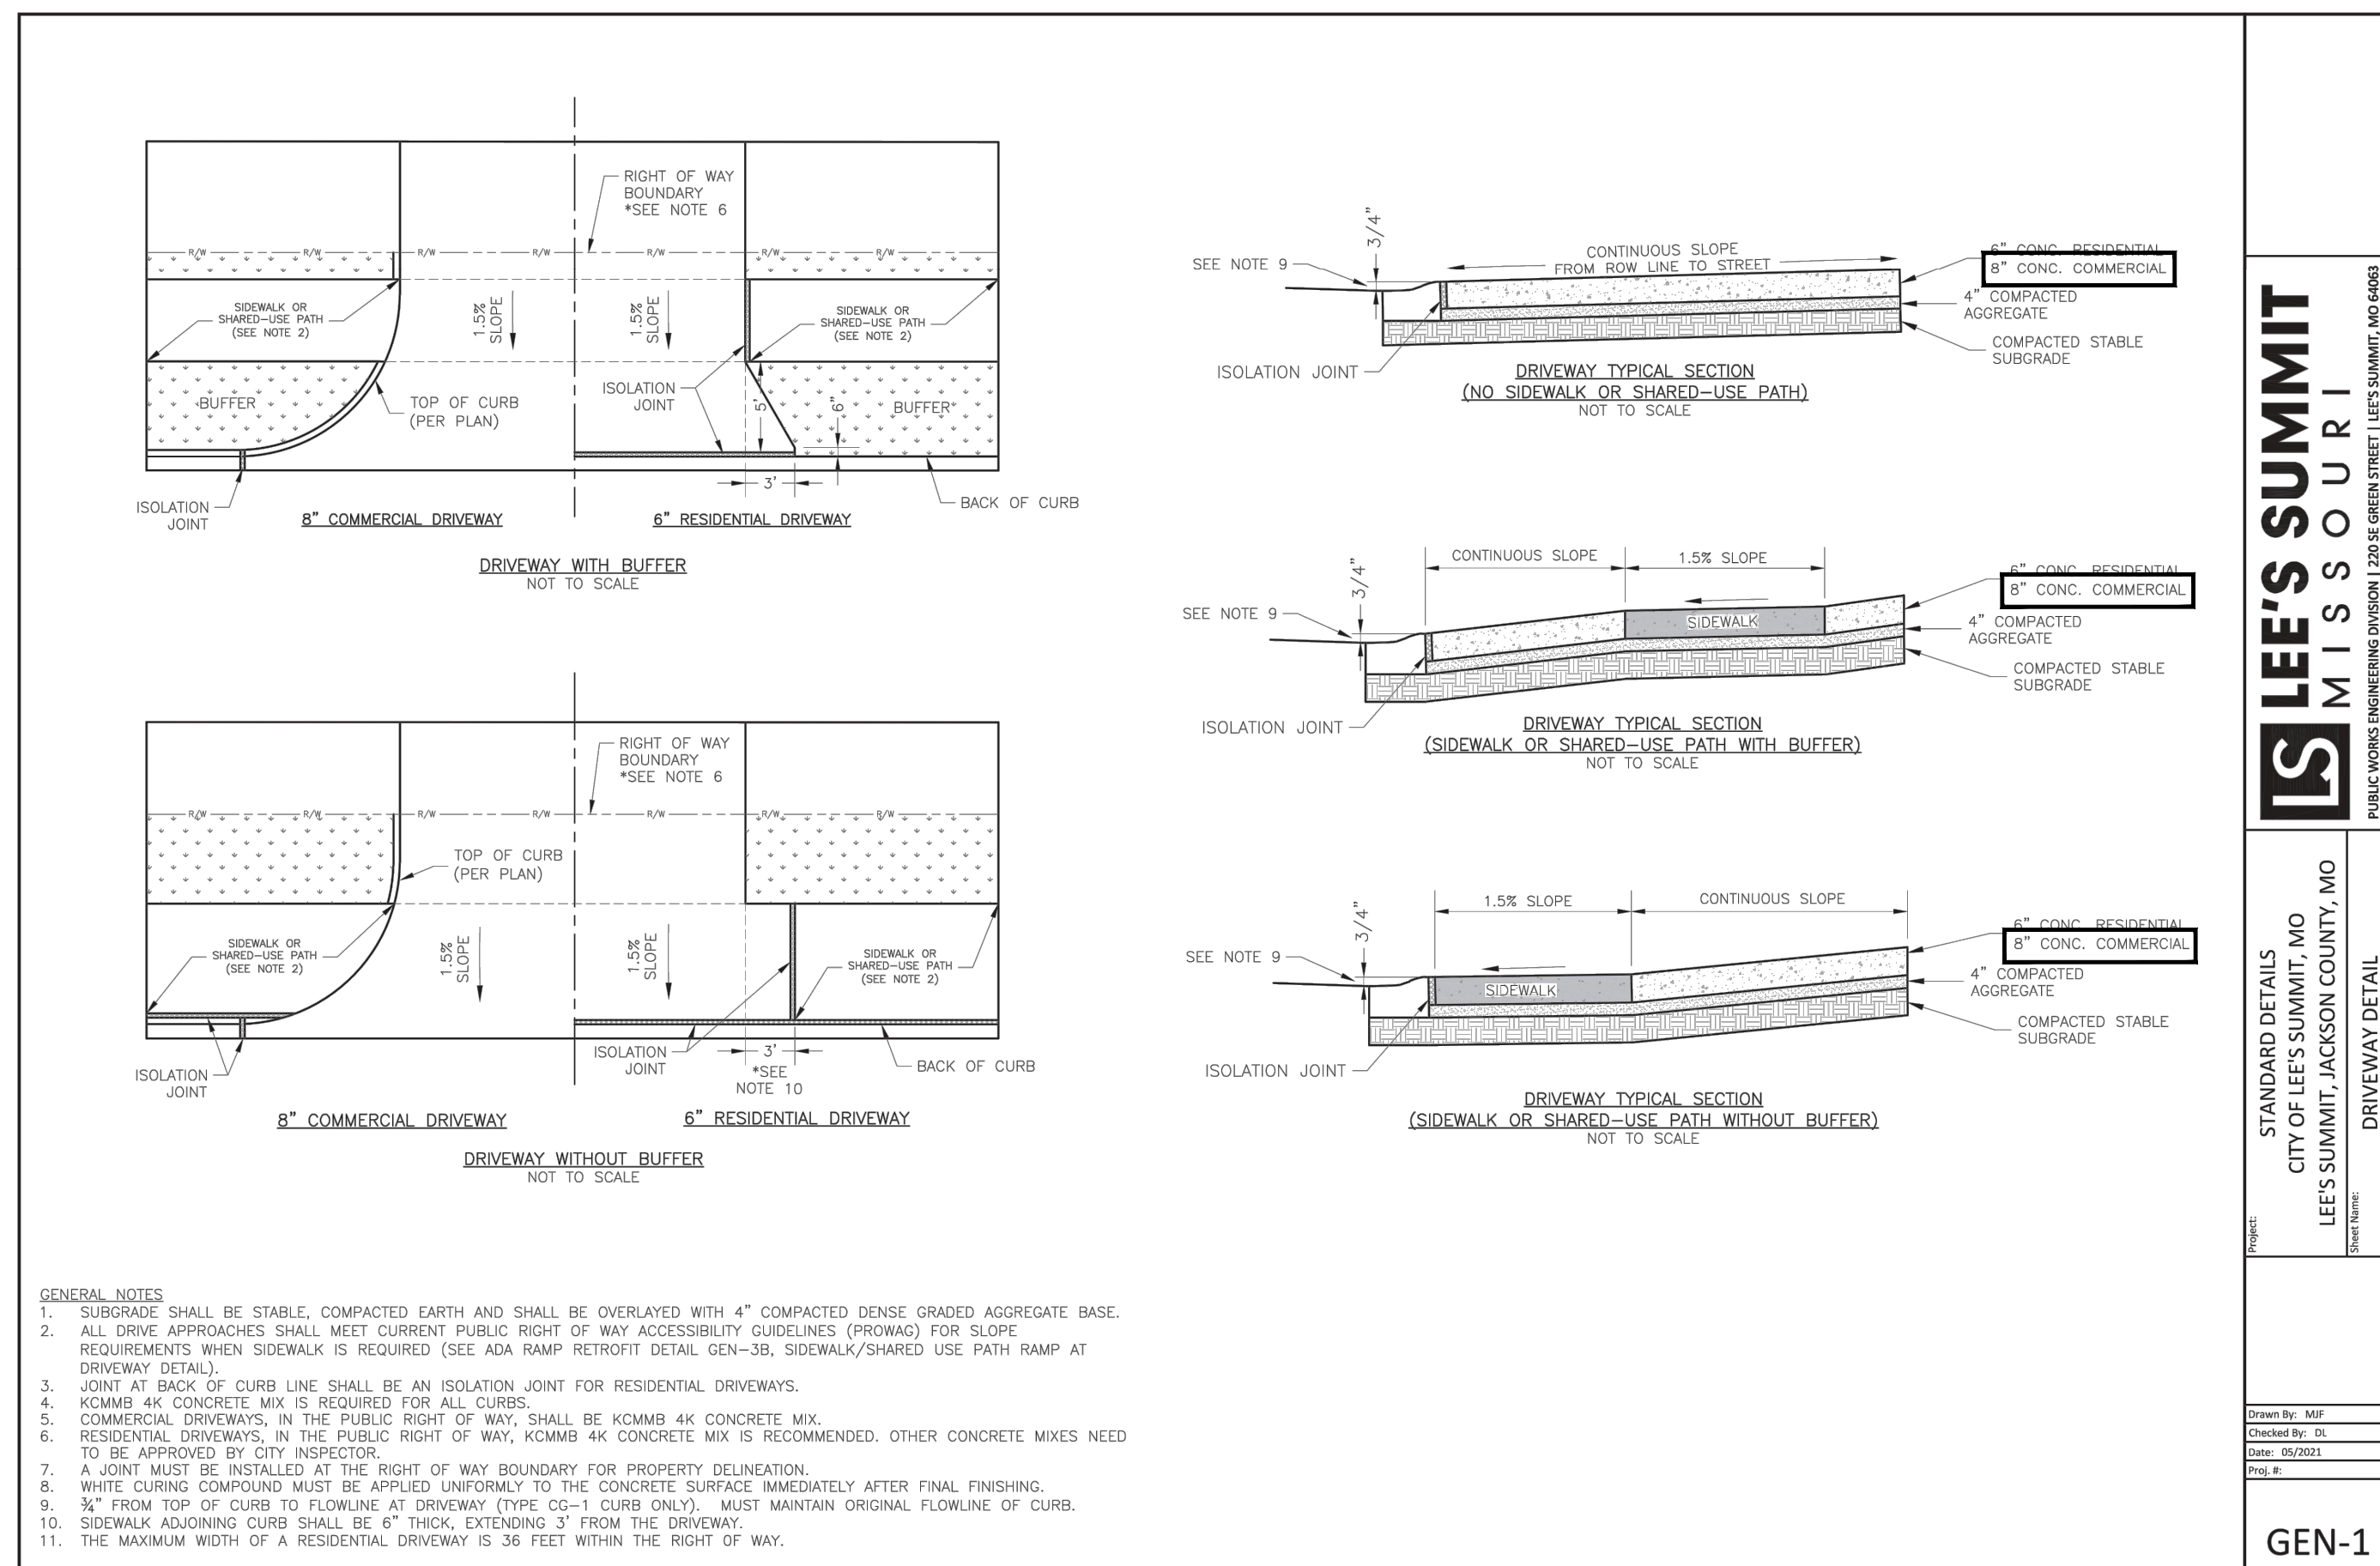 RIGHT OF WAY
BOUNDARY
*SEE NOTE 6
R/W R/W R/W R/W R/W R/W R/W
SIDEWALK OR
SHARED-USE PATH
(SEE NOTE 2)
1.5%
SLOPE
1.5%
SLOPE
SIDEWALK OR
SHARED-USE PATH
(SEE NOTE 2)
BUFFER
TOP OF CURB
(PER PLAN)
ISOLATION
JOINT
5'
6"
BUFFER
3'
ISOLATION
JOINT
BACK OF CURB
8" COMMERCIAL DRIVEWAY
6" RESIDENTIAL DRIVEWAY
DRIVEWAY WITH BUFFER
NOT TO SCALE
RIGHT OF WAY
BOUNDARY
*SEE NOTE 6
R/W R/W R/W R/W R/W R/W R/W
TOP OF CURB
(PER PLAN)
SIDEWALK OR
SHARED-USE PATH
(SEE NOTE 2)
1.5%
SLOPE
1.5%
SLOPE
SIDEWALK OR
SHARED-USE PATH
(SEE NOTE 2)
ISOLATION
JOINT
ISOLATION
JOINT
3'
*SEE
NOTE 10
BACK OF CURB
8" COMMERCIAL DRIVEWAY
6" RESIDENTIAL DRIVEWAY
DRIVEWAY WITHOUT BUFFER
NOT TO SCALE
3/4"
SEE NOTE 9
CONTINUOUS SLOPE
FROM ROW LINE TO STREET
6" CONC. RESIDENTIAL
8" CONC. COMMERCIAL
4" COMPACTED
AGGREGATE
COMPACTED STABLE
SUBGRADE
ISOLATION JOINT
DRIVEWAY TYPICAL SECTION
(NO SIDEWALK OR SHARED-USE PATH)
NOT TO SCALE
3/4"
SEE NOTE 9
CONTINUOUS SLOPE
1.5% SLOPE
SIDEWALK
6" CONC. RESIDENTIAL
8" CONC. COMMERCIAL
4" COMPACTED
AGGREGATE
COMPACTED STABLE
SUBGRADE
ISOLATION JOINT
DRIVEWAY TYPICAL SECTION
(SIDEWALK OR SHARED-USE PATH WITH BUFFER)
NOT TO SCALE
3/4"
SEE NOTE 9
1.5% SLOPE
CONTINUOUS SLOPE
SIDEWALK
6" CONC. RESIDENTIAL
8" CONC. COMMERCIAL
4" COMPACTED
AGGREGATE
COMPACTED STABLE
SUBGRADE
ISOLATION JOINT
DRIVEWAY TYPICAL SECTION
(SIDEWALK OR SHARED-USE PATH WITHOUT BUFFER)
NOT TO SCALE
GENERAL NOTES
1. SUBGRADE SHALL BE STABLE, COMPACTED EARTH AND SHALL BE OVERLAYED WITH 4" COMPACTED DENSE GRADED AGGREGATE BASE.
2. ALL DRIVE APPROACHES SHALL MEET CURRENT PUBLIC RIGHT OF WAY ACCESSIBILITY GUIDELINES (PROWAG) FOR SLOPE
REQUIREMENTS WHEN SIDEWALK IS REQUIRED (SEE ADA RAMP RETROFIT DETAIL GEN-3B, SIDEWALK/SHARED USE PATH RAMP AT
DRIVEWAY DETAIL).
3. JOINT AT BACK OF CURB LINE SHALL BE AN ISOLATION JOINT FOR RESIDENTIAL DRIVEWAYS.
4. KCMMB 4K CONCRETE MIX IS REQUIRED FOR ALL CURBS.
5. COMMERCIAL DRIVEWAYS, IN THE PUBLIC RIGHT OF WAY, SHALL BE KCMMB 4K CONCRETE MIX.
6. RESIDENTIAL DRIVEWAYS, IN THE PUBLIC RIGHT OF WAY, KCMMB 4K CONCRETE MIX IS RECOMMENDED. OTHER CONCRETE MIXES NEED
TO BE APPROVED BY CITY INSPECTOR.
7. A JOINT MUST BE INSTALLED AT THE RIGHT OF WAY BOUNDARY FOR PROPERTY DELINEATION.
8. WHITE CURING COMPOUND MUST BE APPLIED UNIFORMLY TO THE CONCRETE SURFACE IMMEDIATELY AFTER FINAL FINISHING.
9. ¾" FROM TOP OF CURB TO FLOWLINE AT DRIVEWAY (TYPE CG-1 CURB ONLY). MUST MAINTAIN ORIGINAL FLOWLINE OF CURB.
10. SIDEWALK ADJOINING CURB SHALL BE 6" THICK, EXTENDING 3' FROM THE DRIVEWAY.
11. THE MAXIMUM WIDTH OF A RESIDENTIAL DRIVEWAY IS 36 FEET WITHIN THE RIGHT OF WAY.
LS LEE'S SUMMIT
MISSOURI
PUBLIC WORKS ENGINEERING DIVISION | 220 SE GREEN STREET | LEE'S SUMMIT, MO 64063
Project:
STANDARD DETAILS
CITY OF LEE'S SUMMIT, MO
LEE'S SUMMIT, JACKSON COUNTY, MO
Sheet Name:
DRIVEWAY DETAIL
Drawn By: MJF
Checked By: DL
Date: 05/2021
Proj. #:
GEN-1